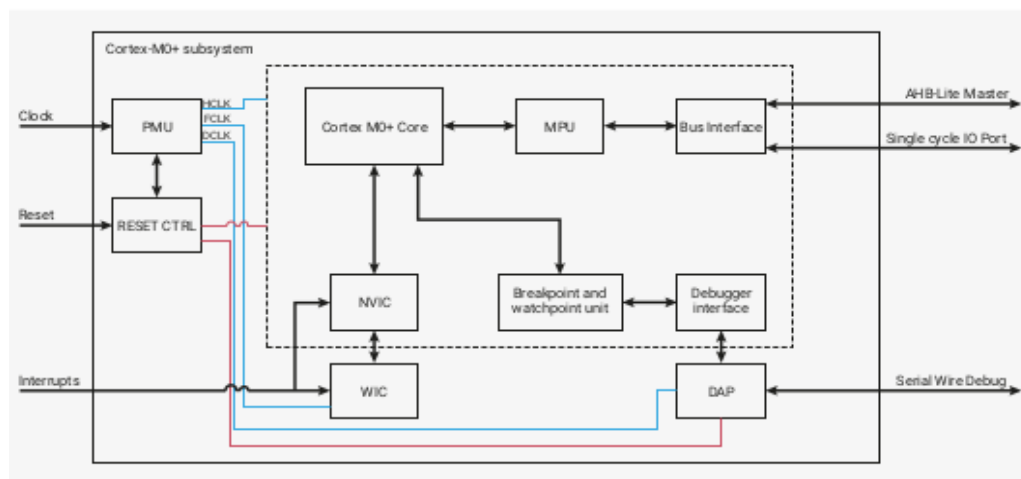 Cortex-M0+ subsystem
AHB-Lite Master
HCLK
Clock
FCLK
PMU
Cortex M0+ Core
MPU
Bus Interface
DCLK
Single cycle IO Port
Reset
RESET CTRL
NVIC
Breakpoint and
watchpoint unit
Debugger
interface
Interrupts
WIC
DAP
Serial Wire Debug